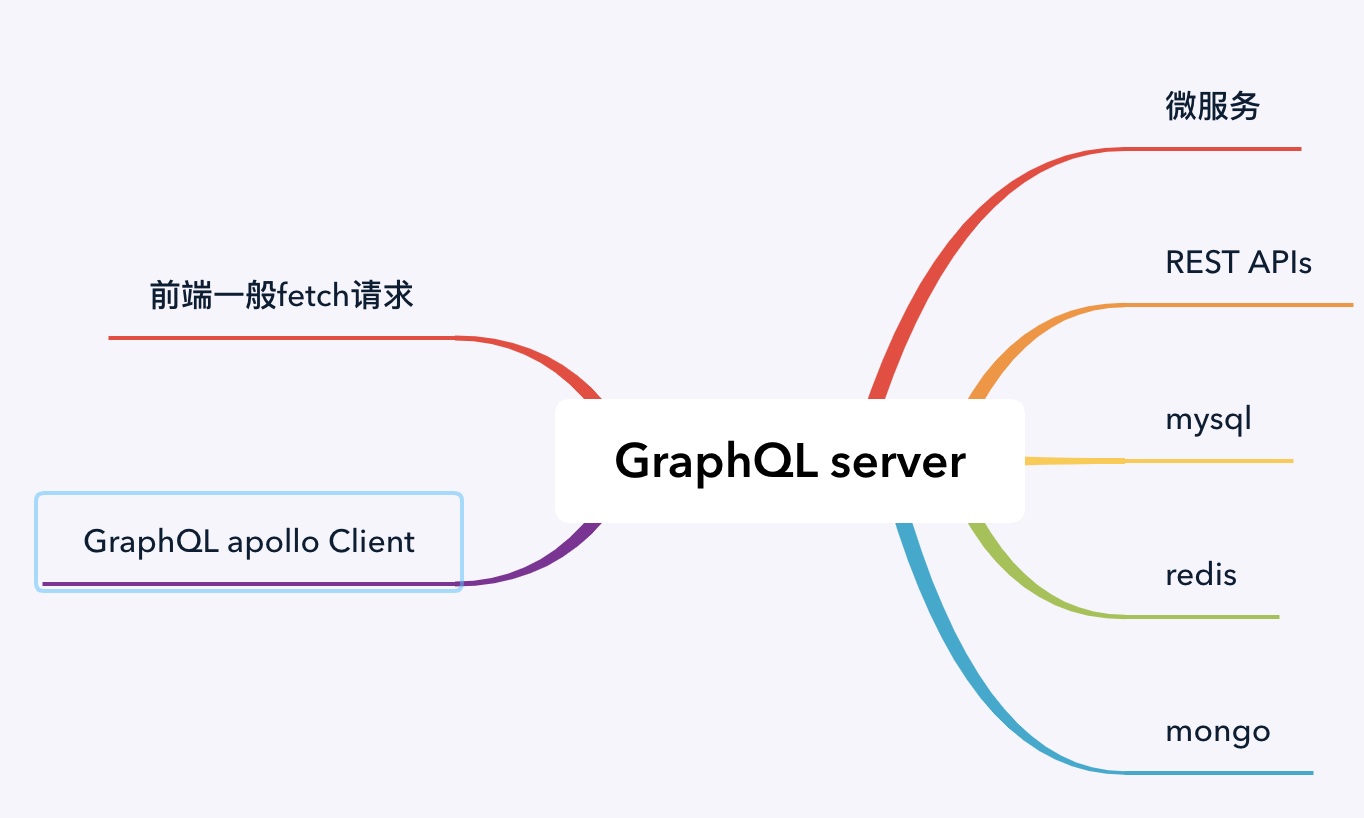 微服务
REST APIs
前端一般fetch请求
mysql
GraphQL server
GraphQL apollo Client
redis
mongo